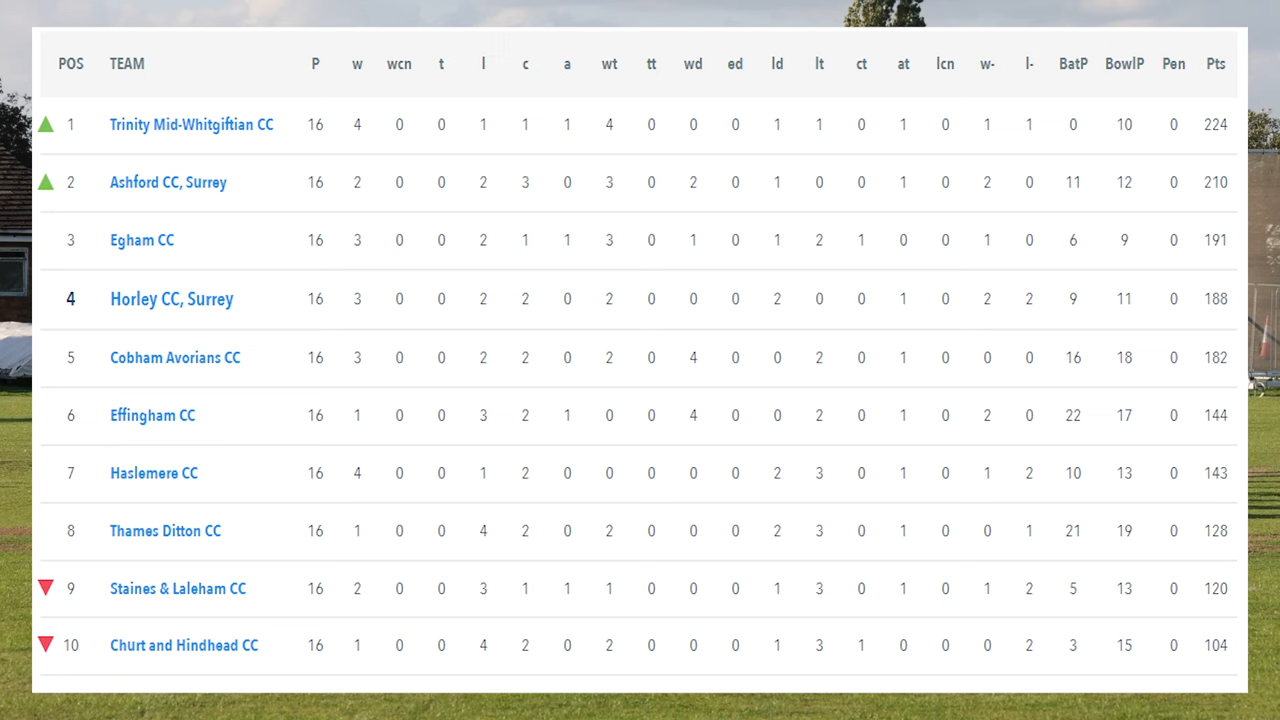 POS TEAM P w wcn t l c a wt tt wd ed ld lt ct at lcn w- l- BatP BowlP Pen Pts
1 Trinity Mid-Whitgiftian CC 16 4 0 0 1 1 1 4 0 0 0 1 1 0 1 0 1 1 0 10 0 224
2 Ashford CC, Surrey 16 2 0 0 2 3 0 3 0 2 0 1 0 0 1 0 2 0 11 12 0 210
3 Egham CC 16 3 0 0 2 1 1 3 0 1 0 1 2 1 0 0 1 0 6 9 0 191
4 Horley CC, Surrey 16 3 0 0 2 2 0 2 0 0 0 2 0 0 1 0 2 2 9 11 0 188
5 Cobham Avorians CC 16 3 0 0 2 2 0 2 0 4 0 0 2 0 1 0 0 0 16 18 0 182
6 Effingham CC 16 1 0 0 3 2 1 0 0 4 0 0 2 0 1 0 2 0 22 17 0 144
7 Haslemere CC 16 4 0 0 1 2 0 0 0 0 0 2 3 0 1 0 1 2 10 13 0 143
8 Thames Ditton CC 16 1 0 0 4 2 0 2 0 0 0 2 3 0 1 0 0 1 21 19 0 128
9 Staines & Laleham CC 16 2 0 0 3 1 1 1 0 0 0 1 3 0 1 0 1 2 5 13 0 120
10 Churt and Hindhead CC 16 1 0 0 4 2 0 2 0 0 0 1 3 1 0 0 0 2 3 15 0 104